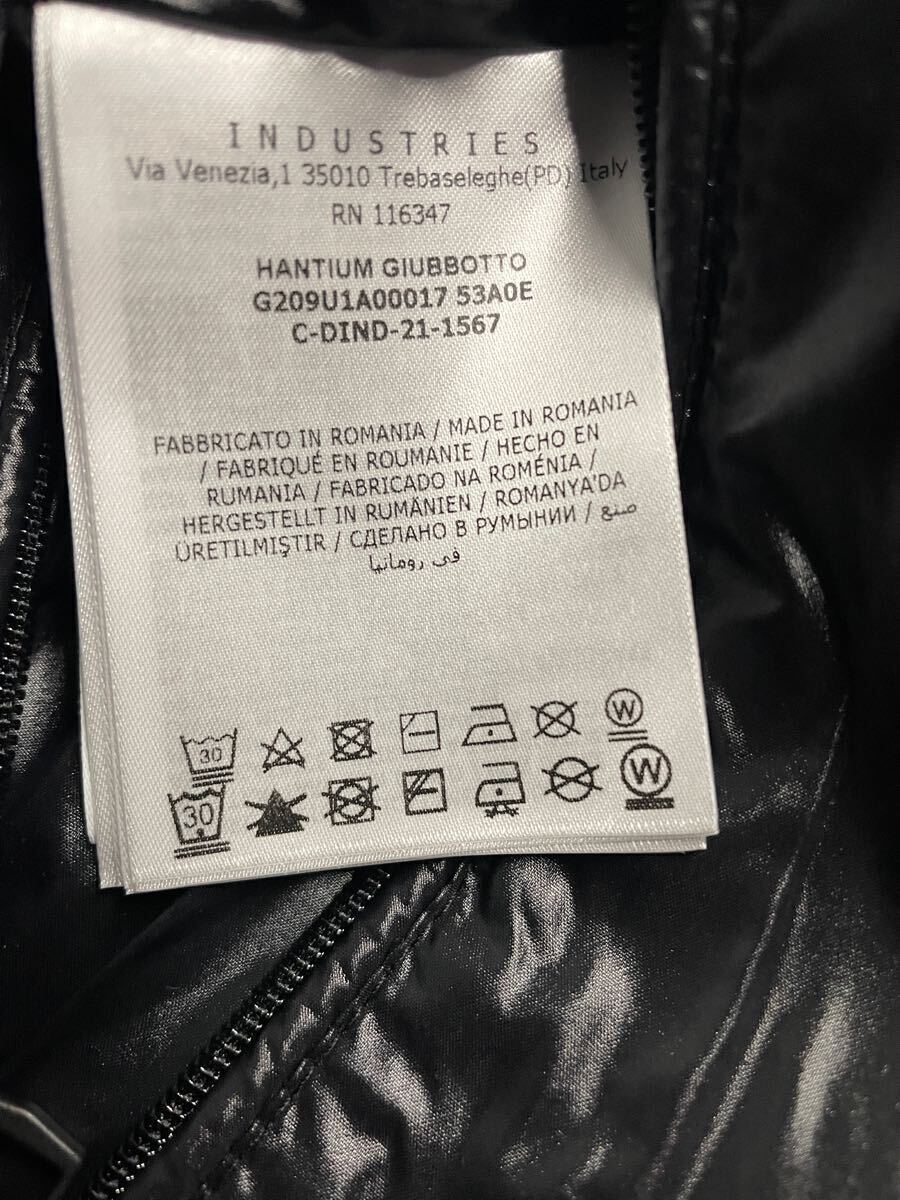 INDUSTRIES
Via Venezia,1 35010 Trebaseleghe(PD) Italy
RN 116347
HANTIUM GIUBBOTTO
G209U1A00017 53A0E
C-DIND-21-1567
FABBRICATO IN ROMANIA / MADE IN ROMANIA
/ FABRIQUÉ EN ROUMANIE / HECHO EN
RUMANIA / FABRICADO NA ROMÉNIA /
HERGESTELLT IN RUMÄNIEN / ROMANYA'DA
ÜRETILMIŞTIR / СДЕЛАНО В РУМЫНИИ / صنع
فى رومانيا
30 W
30 W